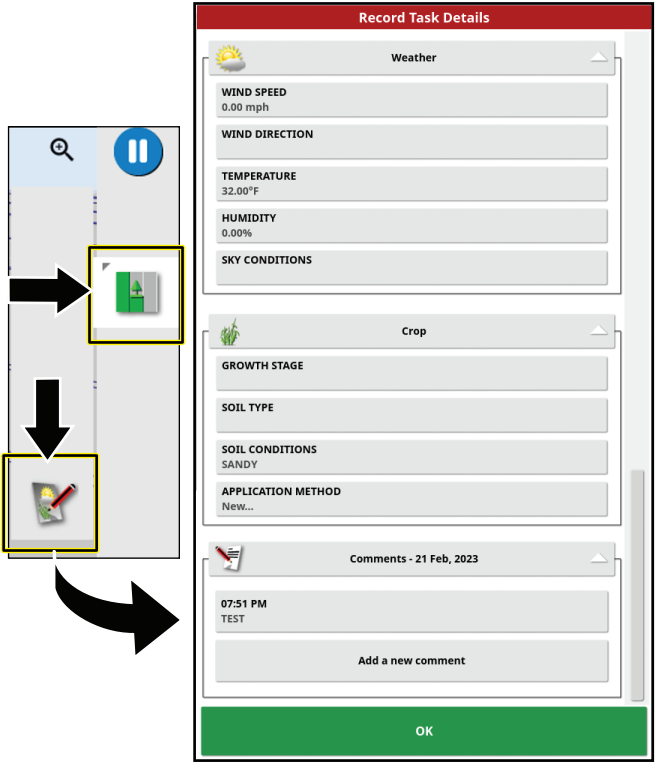 Record Task Details
Weather
WIND SPEED
0.00 mph
WIND DIRECTION
TEMPERATURE
32.00°F
HUMIDITY
0.00%
SKY CONDITIONS
Crop
GROWTH STAGE
SOIL TYPE
SOIL CONDITIONS
SANDY
APPLICATION METHOD
New...
Comments - 21 Feb, 2023
07:51 PM
TEST
Add a new comment
OK